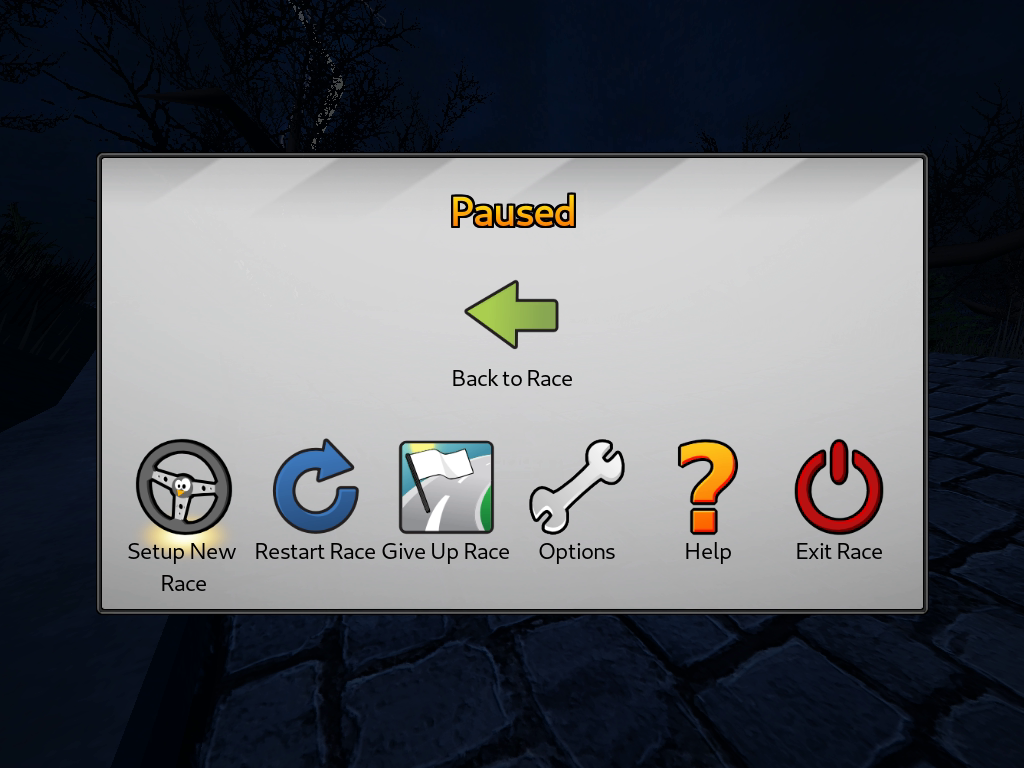 Paused
Back to Race
Setup New
Race
Restart Race
Give Up Race
Options
Help
Exit Race